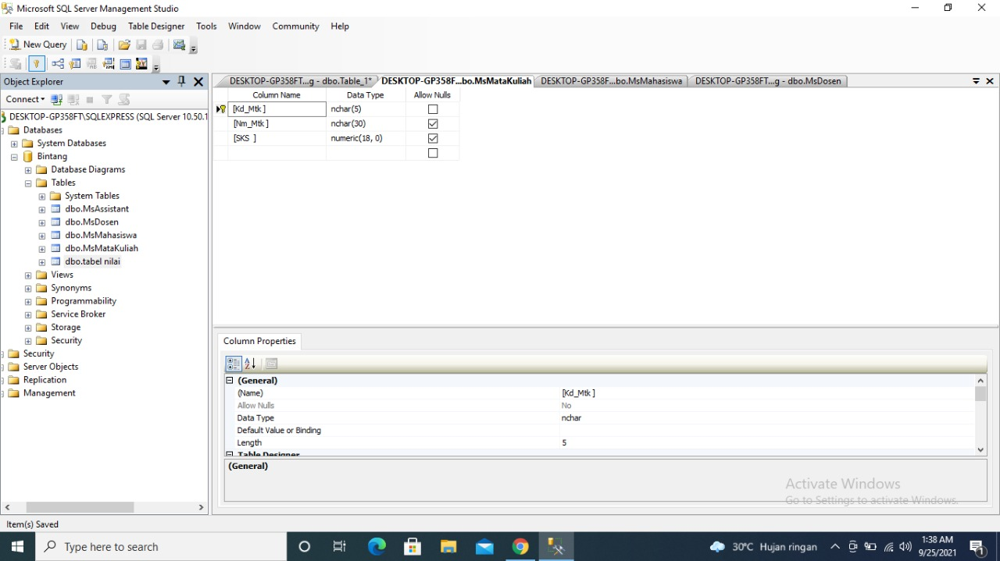 Microsoft SQL Server Management Studio
File Edit View Debug Table Designer Tools Window Community Help
New Query
Object Explorer
Connect
DESKTOP-GP358FT\SQLEXPRESS (SQL Server 10.50.1
Databases
System Databases
Bintang
Database Diagrams
Tables
System Tables
dbo.MsAssistant
dbo.MsDosen
dbo.MsMahasiswa
dbo.MsMataKuliah
dbo.tabel nilai
Views
Synonyms
Programmability
Service Broker
Storage
Security
Security
Server Objects
Replication
Management
DESKTOP-GP358FT...g - dbo.Table_1* DESKTOP-GP358F...bo.MsMataKuliah DESKTOP-GP358F...bo.MsMahasiswa DESKTOP-GP358FT...g - dbo.MsDosen
Column Name Data Type Allow Nulls
[Kd_Mtk ] nchar(5)
[Nm_Mtk ] nchar(30)
[SKS  ] numeric(18, 0)
Column Properties
(General)
(Name) [Kd_Mtk ]
Allow Nulls No
Data Type nchar
Default Value or Binding
Length 5
Table Designer
(General)
Activate Windows
Go to Settings to activate Windows.
Item(s) Saved
Type here to search
30°C Hujan ringan
1:38 AM
9/25/2021
1